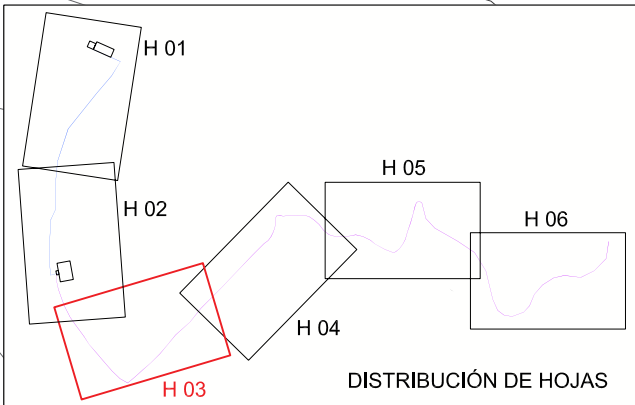 H 01
H 02
H 03
H 04
H 05
H 06
DISTRIBUCIÓN DE HOJAS